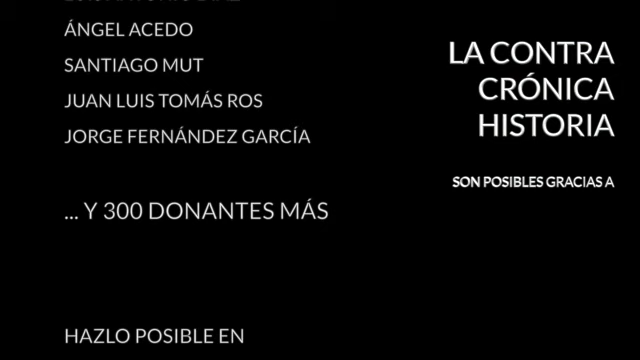 ÁNGEL ACEDO
SANTIAGO MUT
JUAN LUIS TOMÁS ROS
JORGE FERNÁNDEZ GARCÍA
... Y 300 DONANTES MÁS
HAZLO POSIBLE EN
LA CONTRA
CRÓNICA
HISTORIA
SON POSIBLES GRACIAS A